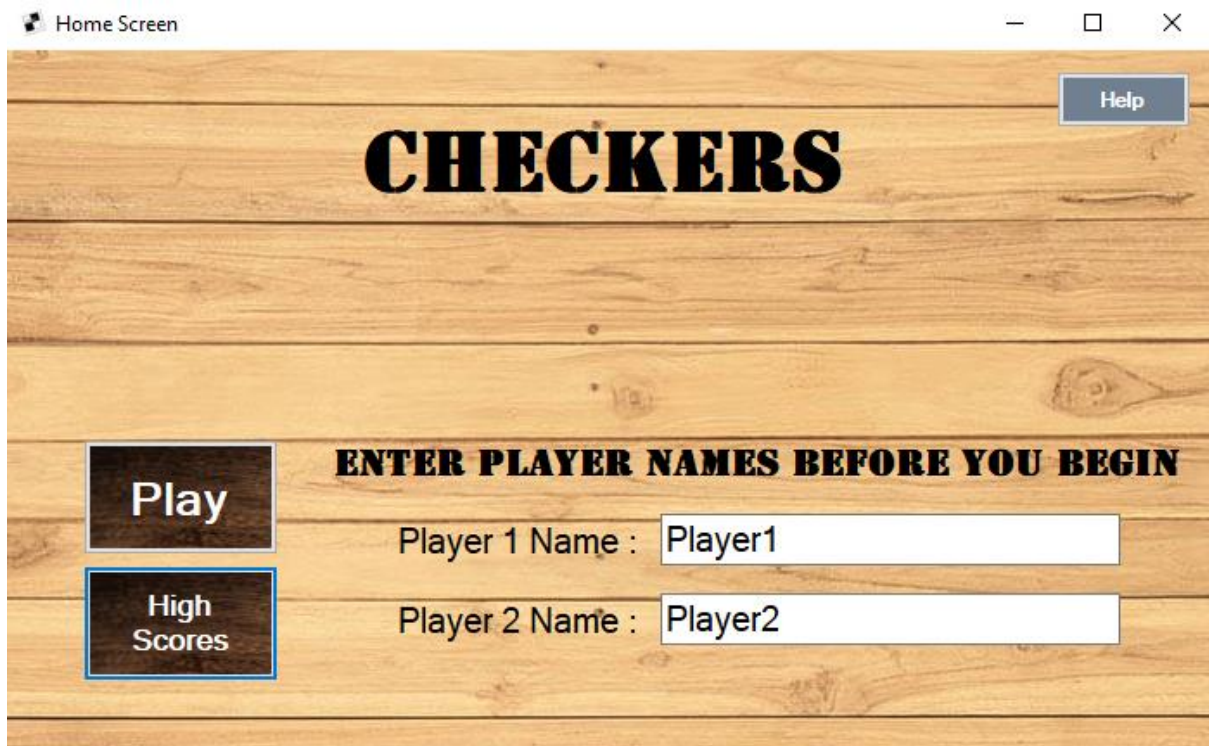 Home Screen
Help
CHECKERS
ENTER PLAYER NAMES BEFORE YOU BEGIN
Play
Player 1 Name : Player1
High
Scores
Player 2 Name : Player2